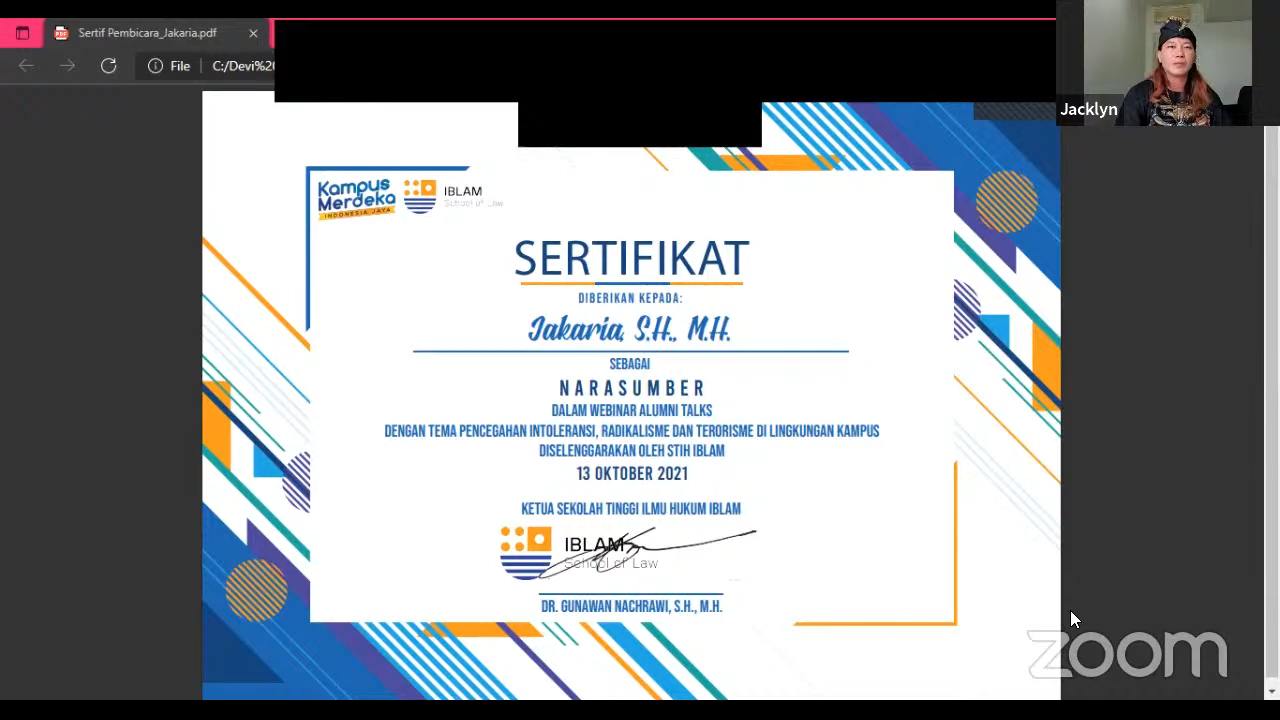 Sertif Pembicara_Jakaria.pdf
File
C:/Devi%20
Jacklyn
Kampus
Merdeka
INDONESIA JAYA
IBLAM
School of Law
SERTIFIKAT
DIBERIKAN KEPADA:
Jakaria, S.H., M.H.
SEBAGAI
NARASUMBER
DALAM WEBINAR ALUMNI TALKS
DENGAN TEMA PENCEGAHAN INTOLERANSI, RADIKALISME DAN TERORISME DI LINGKUNGAN KAMPUS
DISELENGGARAKAN OLEH STIH IBLAM
13 OKTOBER 2021
KETUA SEKOLAH TINGGI ILMU HUKUM IBLAM
IBLAM
School of Law
DR. GUNAWAN NACHRAWI, S.H., M.H.
zoom